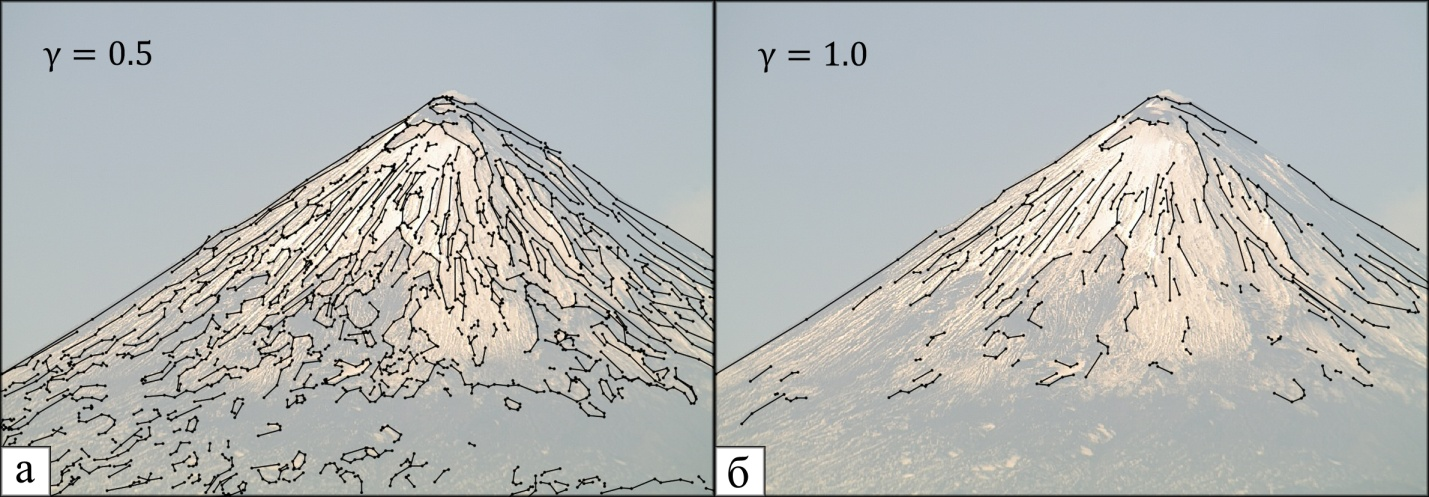 γ = 0.5
γ = 1.0
а
б